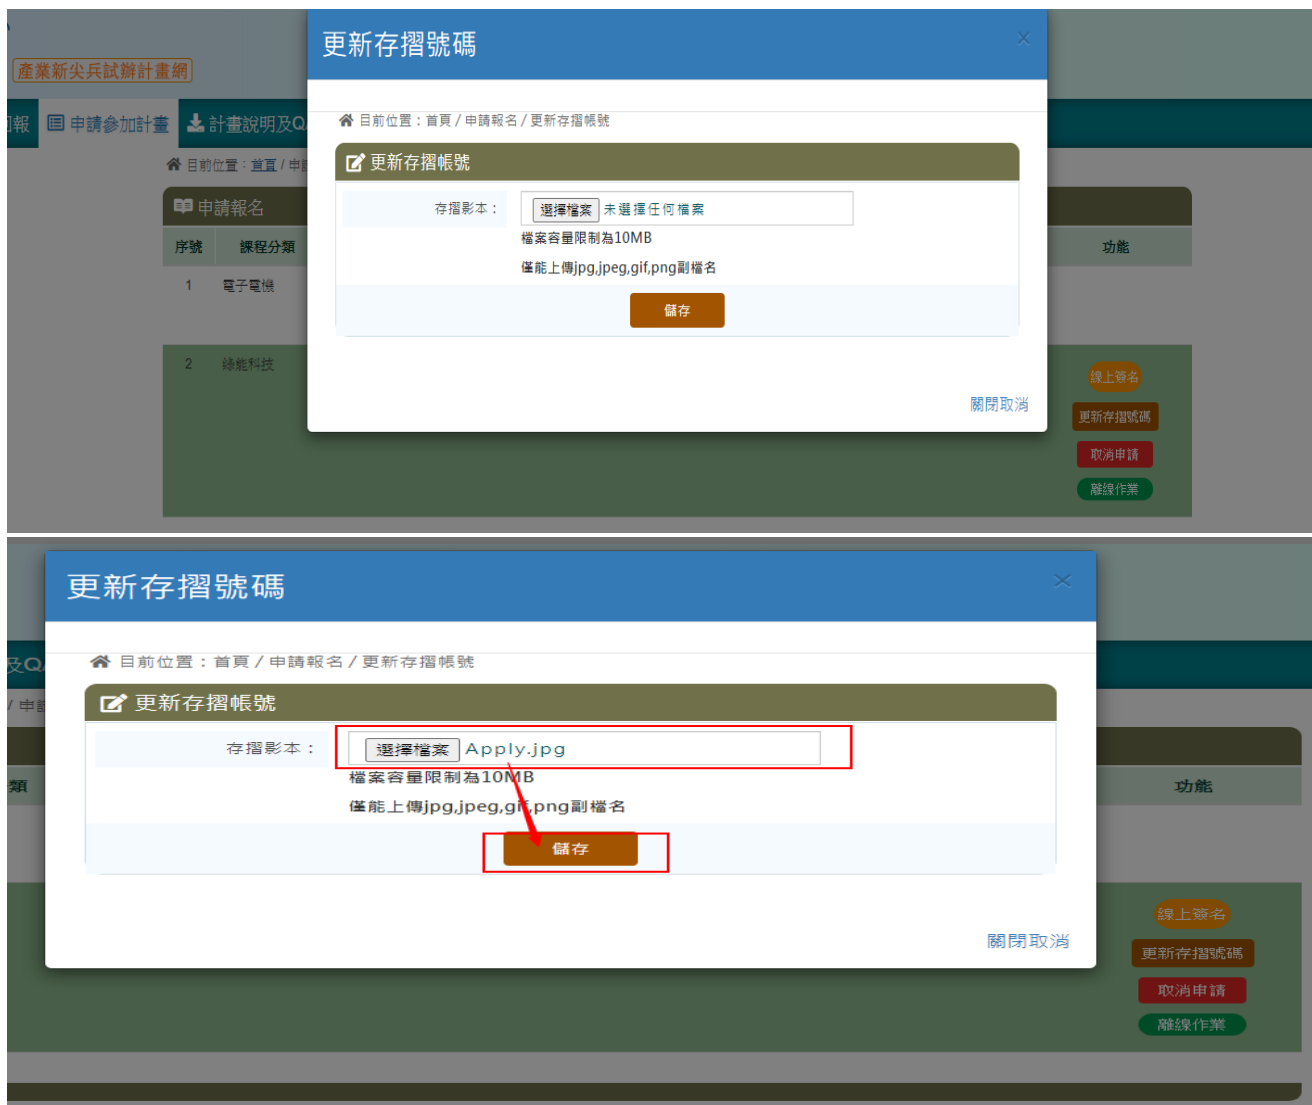 更新存摺號碼
×
產業新尖兵試辦計畫網
報 申請參加計畫 計畫說明及Q
目前位置：首頁 / 申請報名 / 更新存摺帳號
目前位置：首頁 / 申
更新存摺帳號
存摺影本：
選擇檔案 未選擇任何檔案
檔案容量限制為10MB
僅能上傳jpg,jpeg,gif,png副檔名
儲存
關閉取消
申請報名
序號 課程分類 功能
1 電子電機
2 綠能科技
線上簽名
更新存摺號碼
取消申請
離線作業
更新存摺號碼
×
及Q
目前位置：首頁 / 申請報名 / 更新存摺帳號
/ 申
更新存摺帳號
存摺影本：
選擇檔案 Apply.jpg
檔案容量限制為10MB
僅能上傳jpg,jpeg,gif,png副檔名
儲存
關閉取消
類 功能
線上簽名
更新存摺號碼
取消申請
離線作業